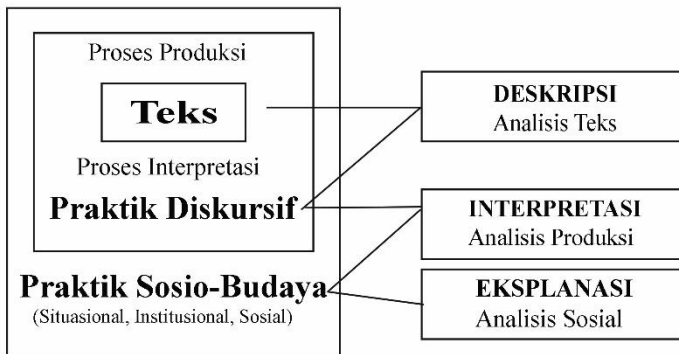 Proses Produksi
Teks
Proses Interpretasi
Praktik Diskursif
Praktik Sosio-Budaya
(Situasional, Institusional, Sosial)
DESKRIPSI
Analisis Teks
INTERPRETASI
Analisis Produksi
EKSPLANASI
Analisis Sosial